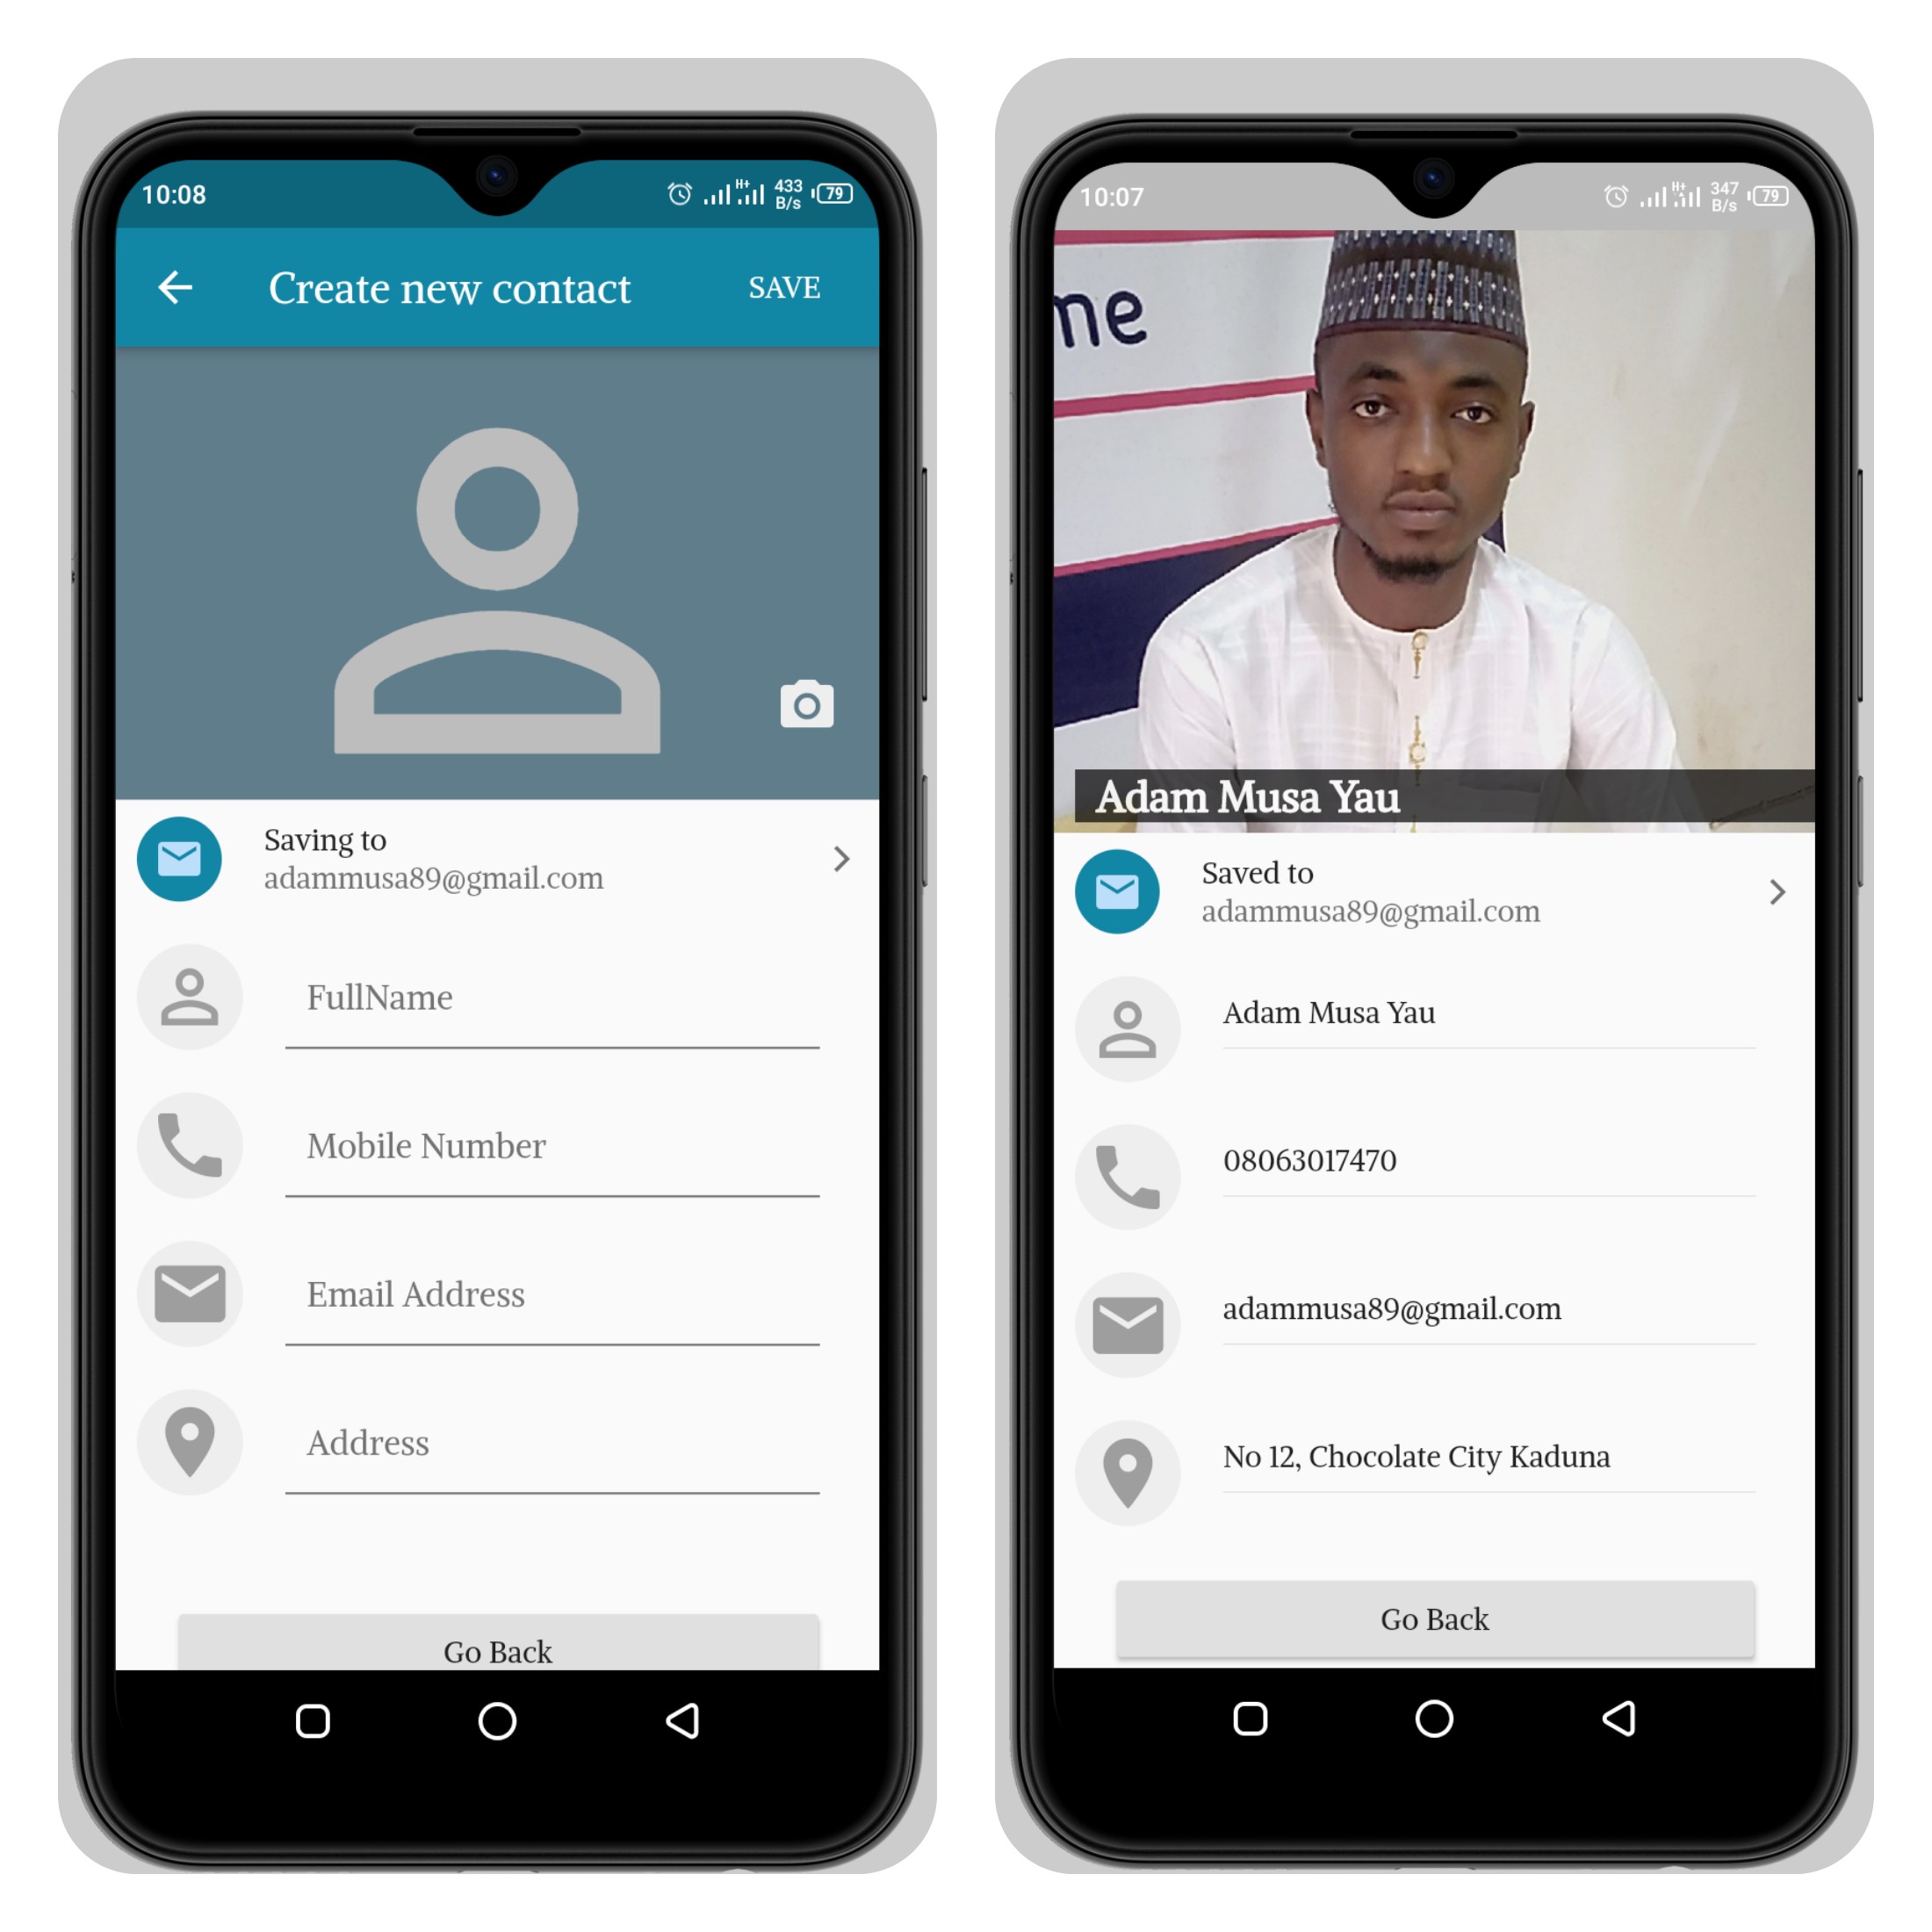 10:08
H+
433
B/s
79
Create new contact
SAVE
Saving to
adammusa89@gmail.com
FullName
Mobile Number
Email Address
Address
Go Back
10:07
H+
347
B/s
79
me
Adam Musa Yau
Saved to
adammusa89@gmail.com
Adam Musa Yau
08063017470
adammusa89@gmail.com
No 12, Chocolate City Kaduna
Go Back